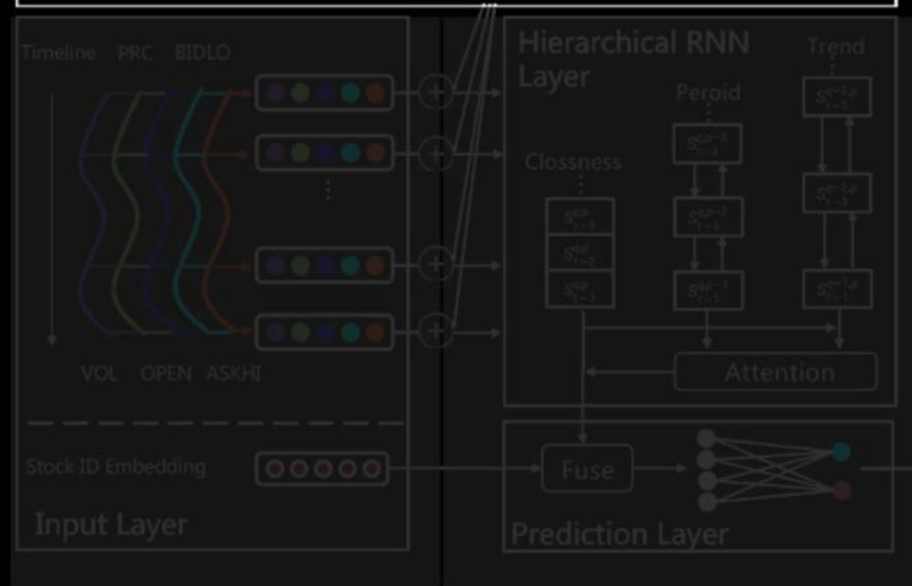 Timeline PRC BIDLO
VOL OPEN ASKHI
Stock ID Embedding
Input Layer
Hierarchical RNN
Layer
Trend
Peroid
Clossness
Attention
Fuse
Prediction Layer